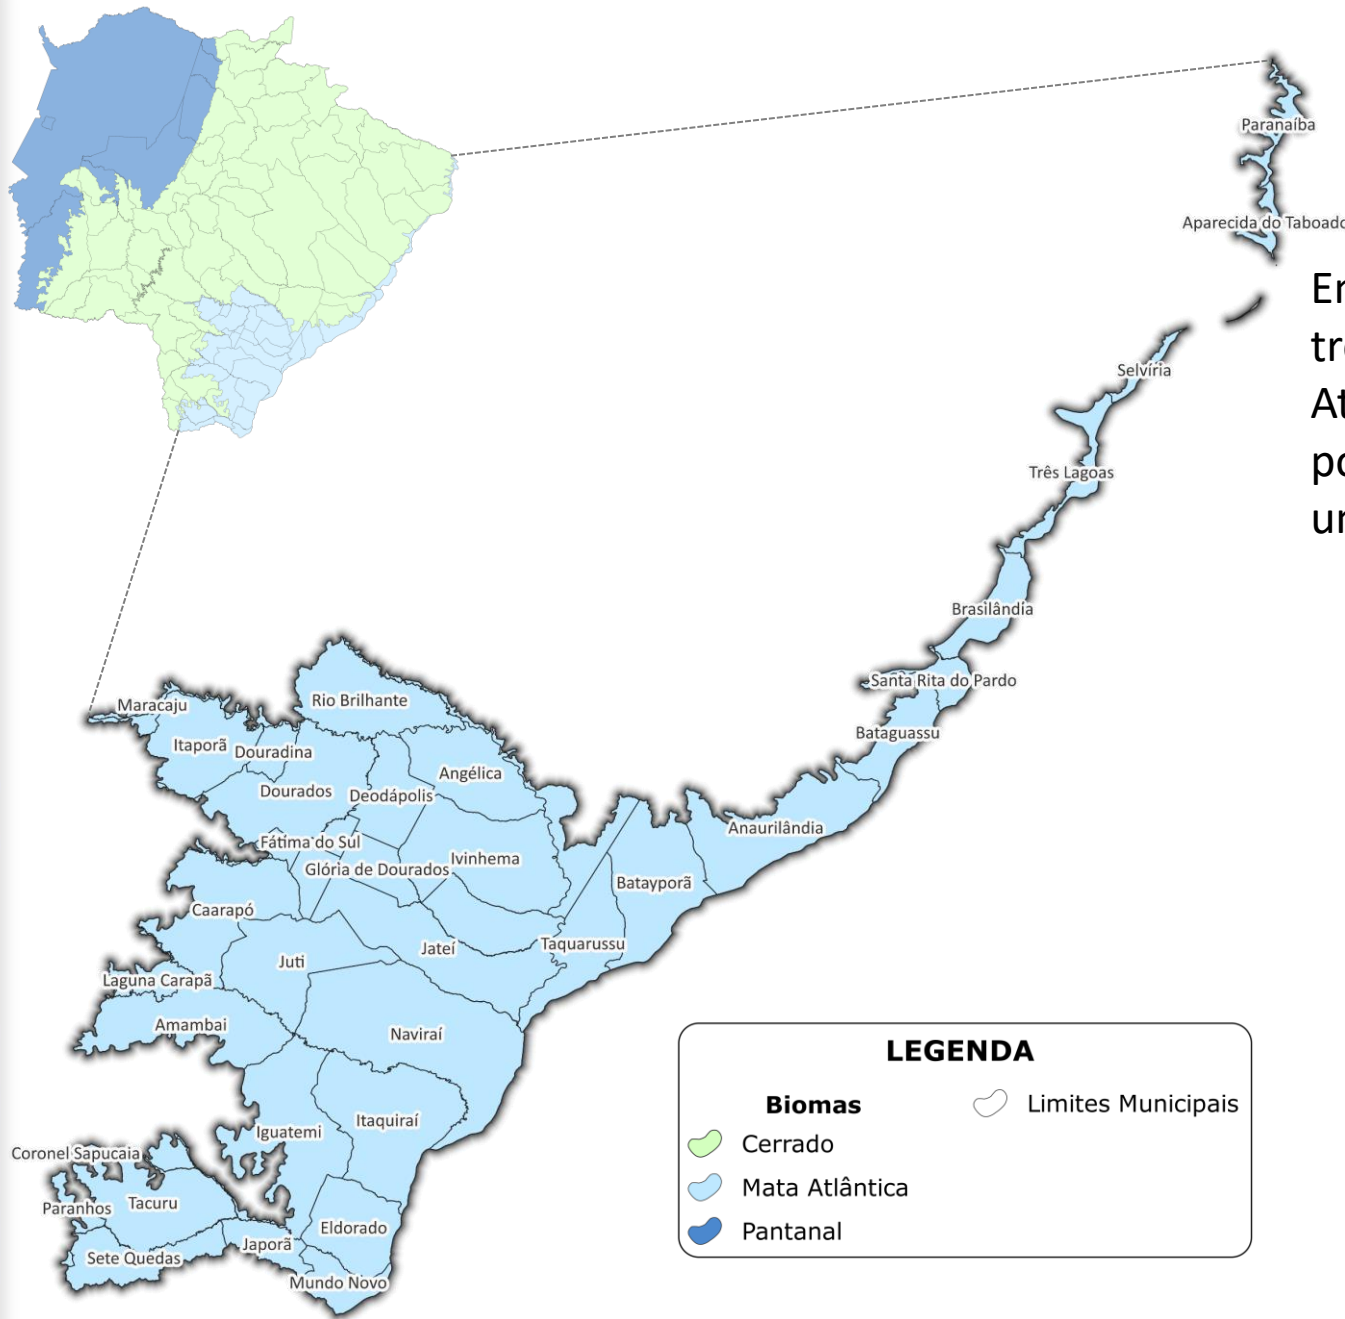 Paranaíba
Aparecida do Taboado
Selvíria
Três Lagoas
Brasilândia
Santa Rita do Pardo
Bataguassu
Anaurilândia
Maracaju
Rio Brilhante
Itaporã
Douradina
Angélica
Dourados
Deodápolis
Fátima do Sul
Glória de Dourados
Ivinhema
Batayporã
Caarapó
Jateí
Taquarussu
Juti
Laguna Carapã
Amambai
Naviraí
Itaquiraí
Iguatemi
Coronel Sapucaia
Paranhos
Tacuru
Eldorado
Japorã
Sete Quedas
Mundo Novo
LEGENDA
Biomas
Limites Municipais
Cerrado
Mata Atlântica
Pantanal